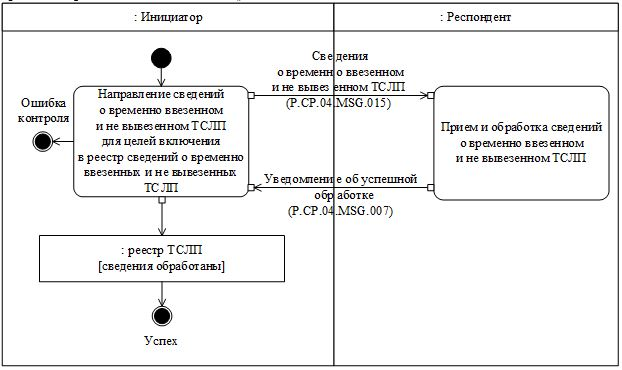 : Инициатор
: Респондент
Сведения
о временно ввезенном
и не вывезенном ТСЛП
(P.CP.04.MSG.015)
Направление сведений
о временно ввезенном
и не вывезенном ТСЛП
для целей включения
в реестр сведений о временно
ввезенных и не вывезенных
ТСЛП
Ошибка
контроля
Прием и обработка сведений
о временно ввезенном
и не вывезенном ТСЛП
Уведомление об успешной
обработке
(P.CP.04.MSG.007)
: реестр ТСЛП
[сведения обработаны]
Успех